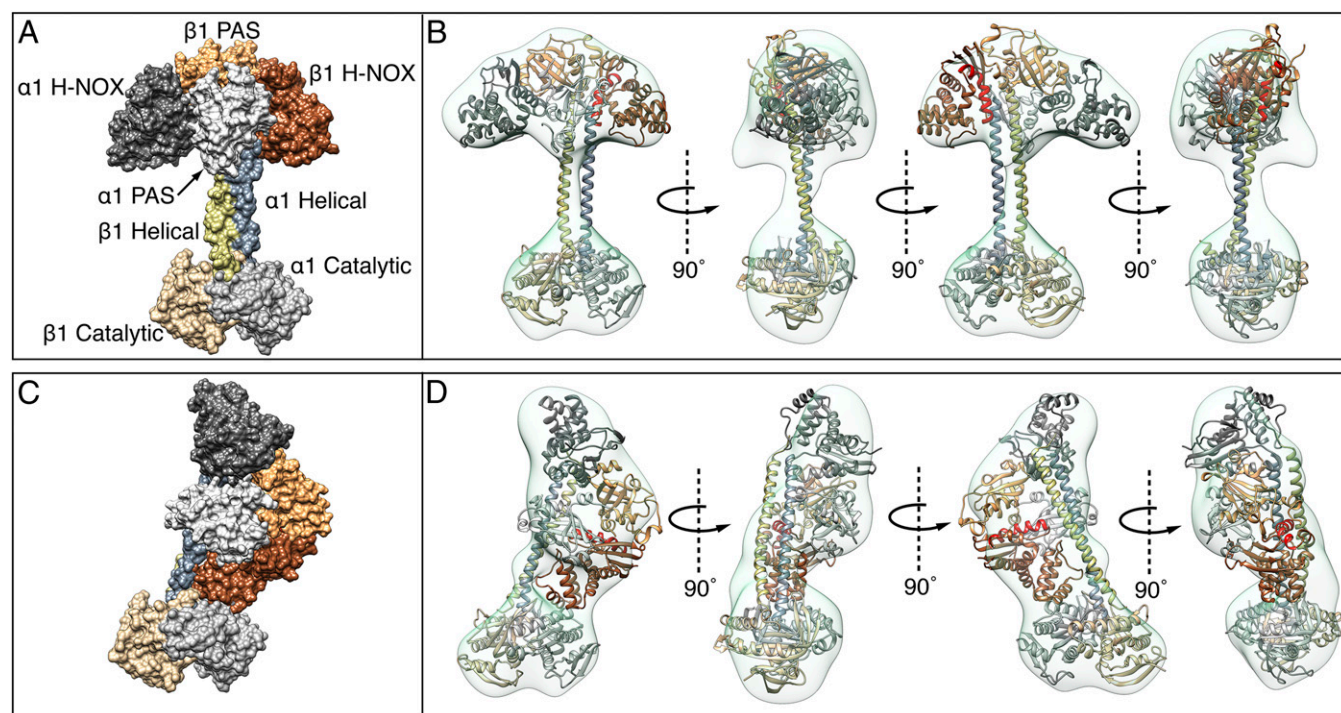 A
β1 PAS
α1 H-NOX
β1 H-NOX
α1 PAS
α1 Helical
β1 Helical
α1 Catalytic
β1 Catalytic
B
90°
90°
90°
C
D
90°
90°
90°